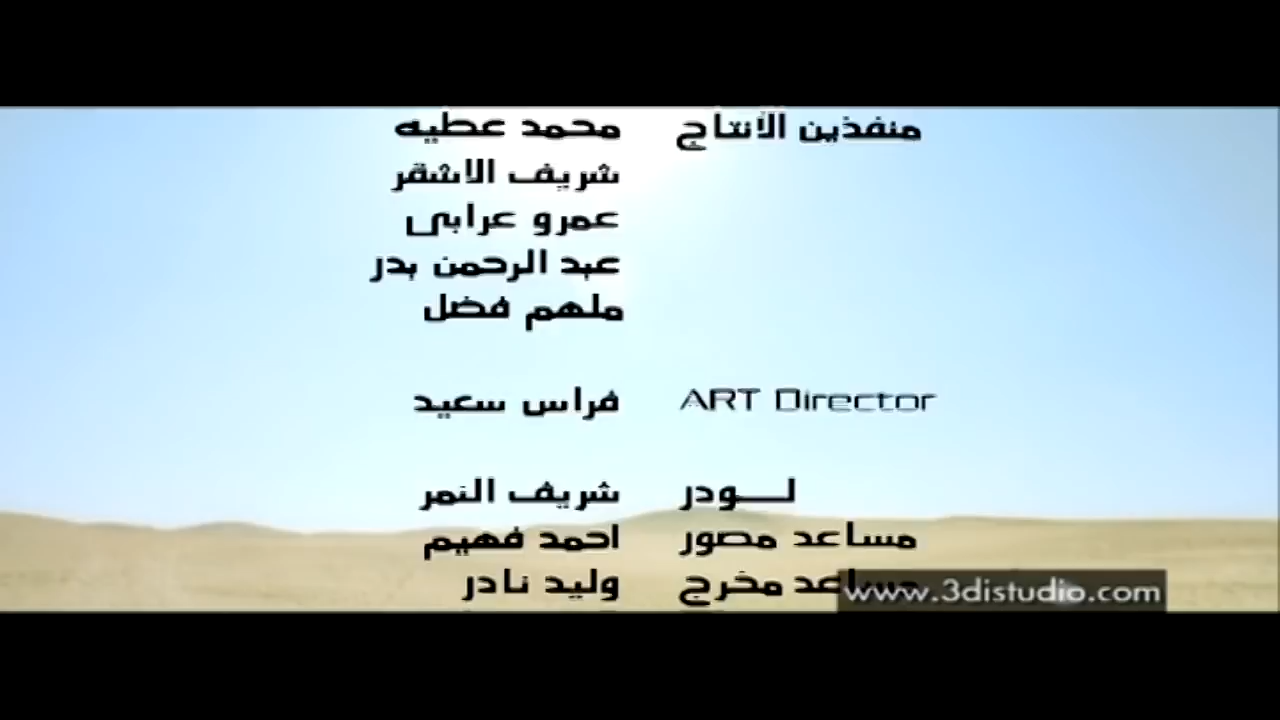 منفذين الأنتاج محمد عطيه
شريف الاشقر
عمرو عرابى
عبد الرحمن بدر
ملهم فضل
ART Director فراس سعيد
لـــودر شريف النمر
مساعد مصور احمد فهيم
مساعد مخرج وليد نادر
www.3distudio.com